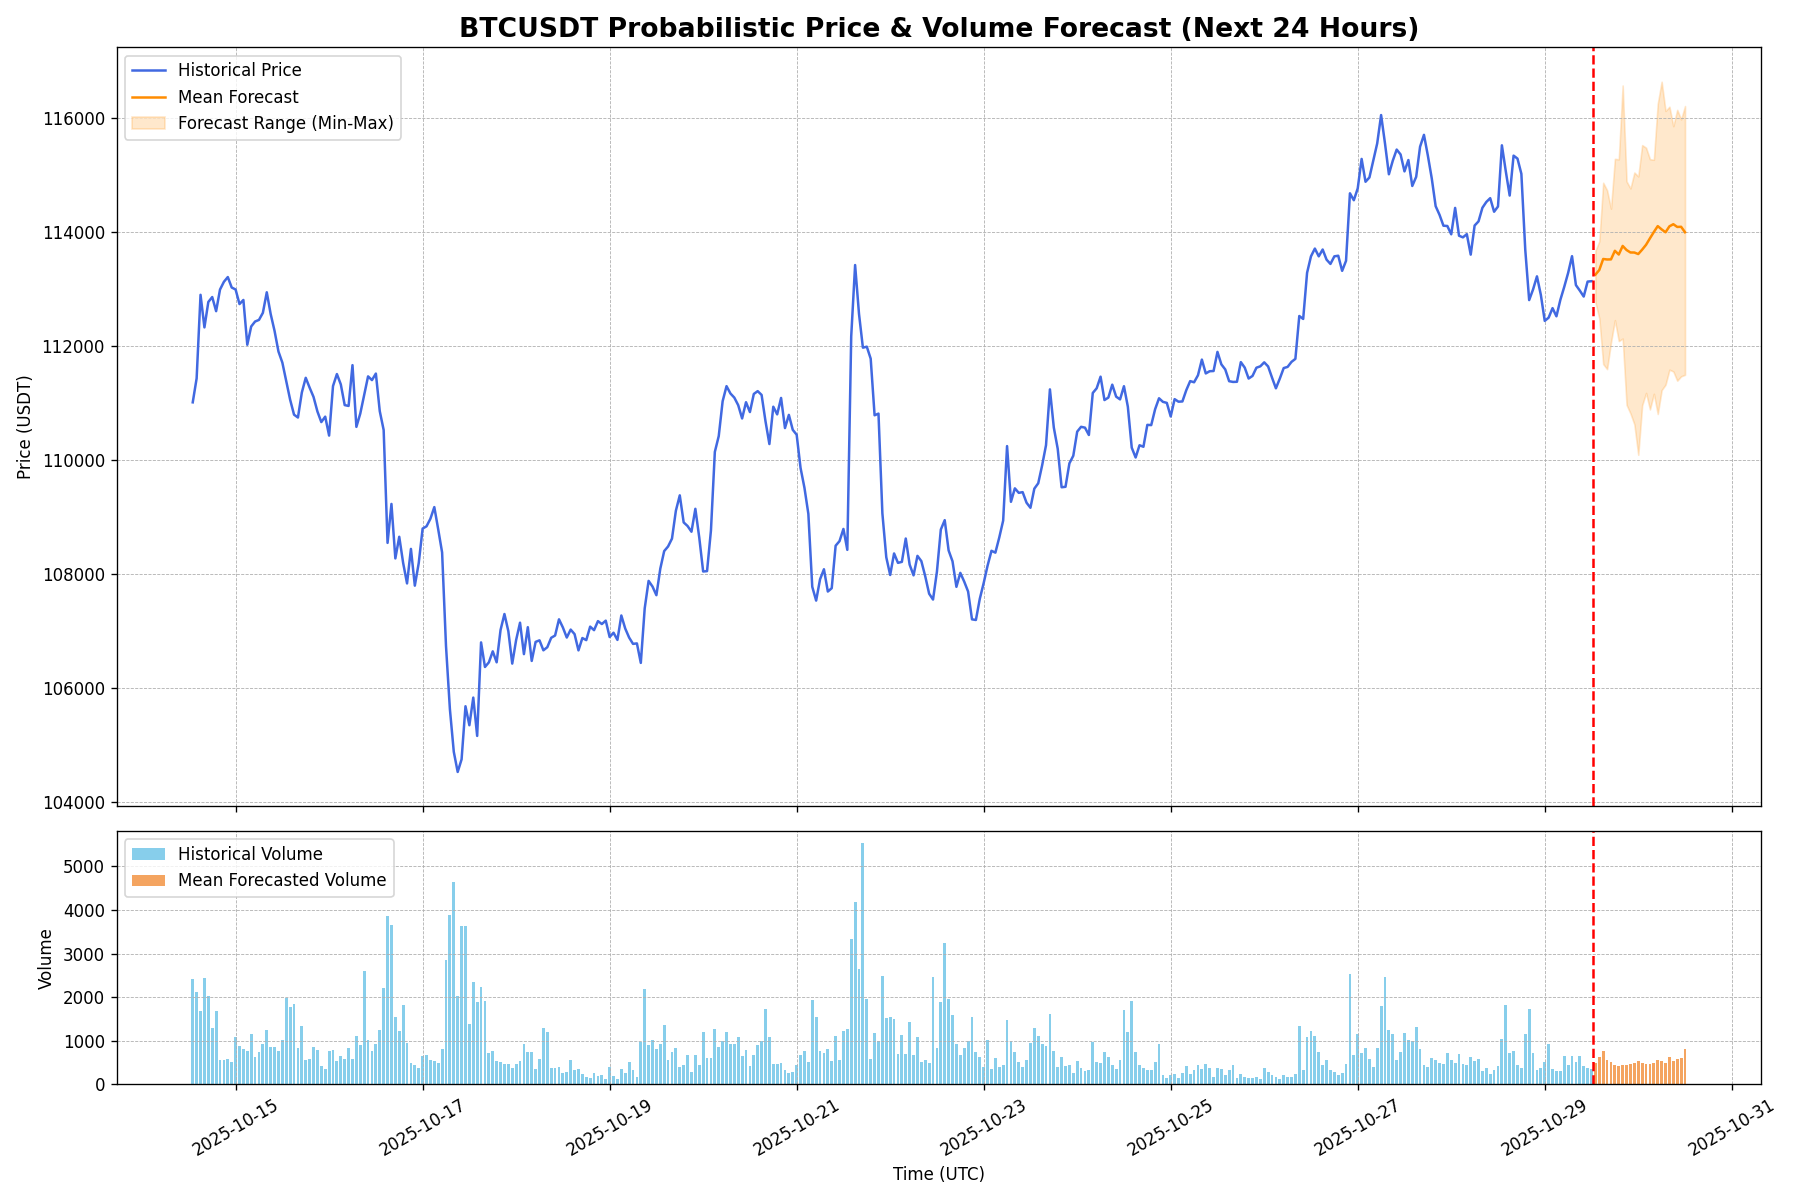 BTCUSDT Probabilistic Price & Volume Forecast (Next 24 Hours)
Historical Price
Mean Forecast
Forecast Range (Min-Max)
116000
114000
112000
110000
108000
106000
104000
Price (USDT)
Historical Volume
Mean Forecasted Volume
5000
4000
3000
2000
1000
0
Volume
2025-10-15
2025-10-17
2025-10-19
2025-10-21
2025-10-23
2025-10-25
2025-10-27
2025-10-29
2025-10-31
Time (UTC)